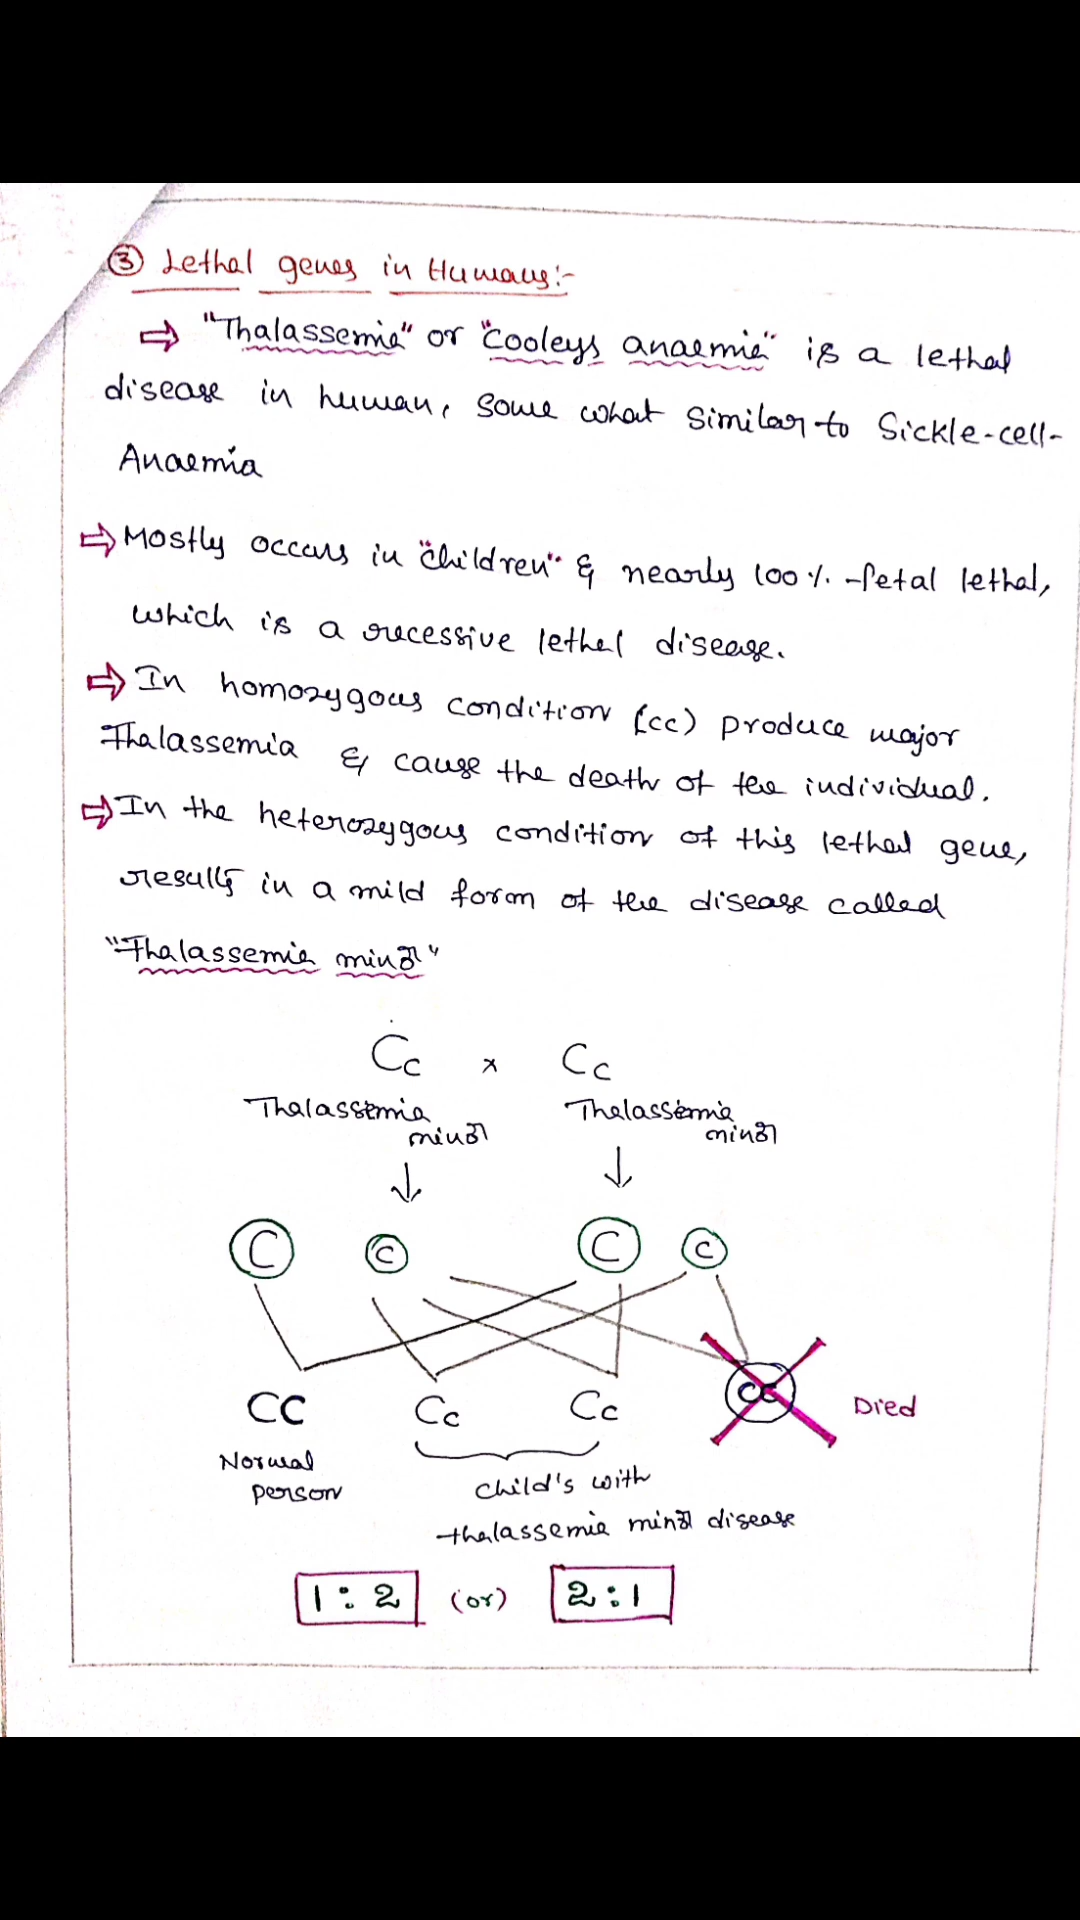 ③ Lethal genes in Humans:-
⇒ "Thalassemia" or "cooleys anaemia" is a lethal
disease in human, some what similar to Sickle-cell-
Anaemia
⇒ Mostly occurs in "children" & nearly 100% fetal lethal,
which is a recessive lethal disease.
⇒ In homozygous condition (cc) produce major
Thalassemia & cause the death of the individual.
⇒ In the heterozygous condition of this lethal gene,
results in a mild form of the disease called
"Thalassemia minor"
Cc × Cc
Thalassemia Thalassemia
minor minor
↓ ↓
C c C c
CC Cc Cc cc Died
Normal
person
child's with
thalassemia minor disease
1 : 2 (or) 2 : 1